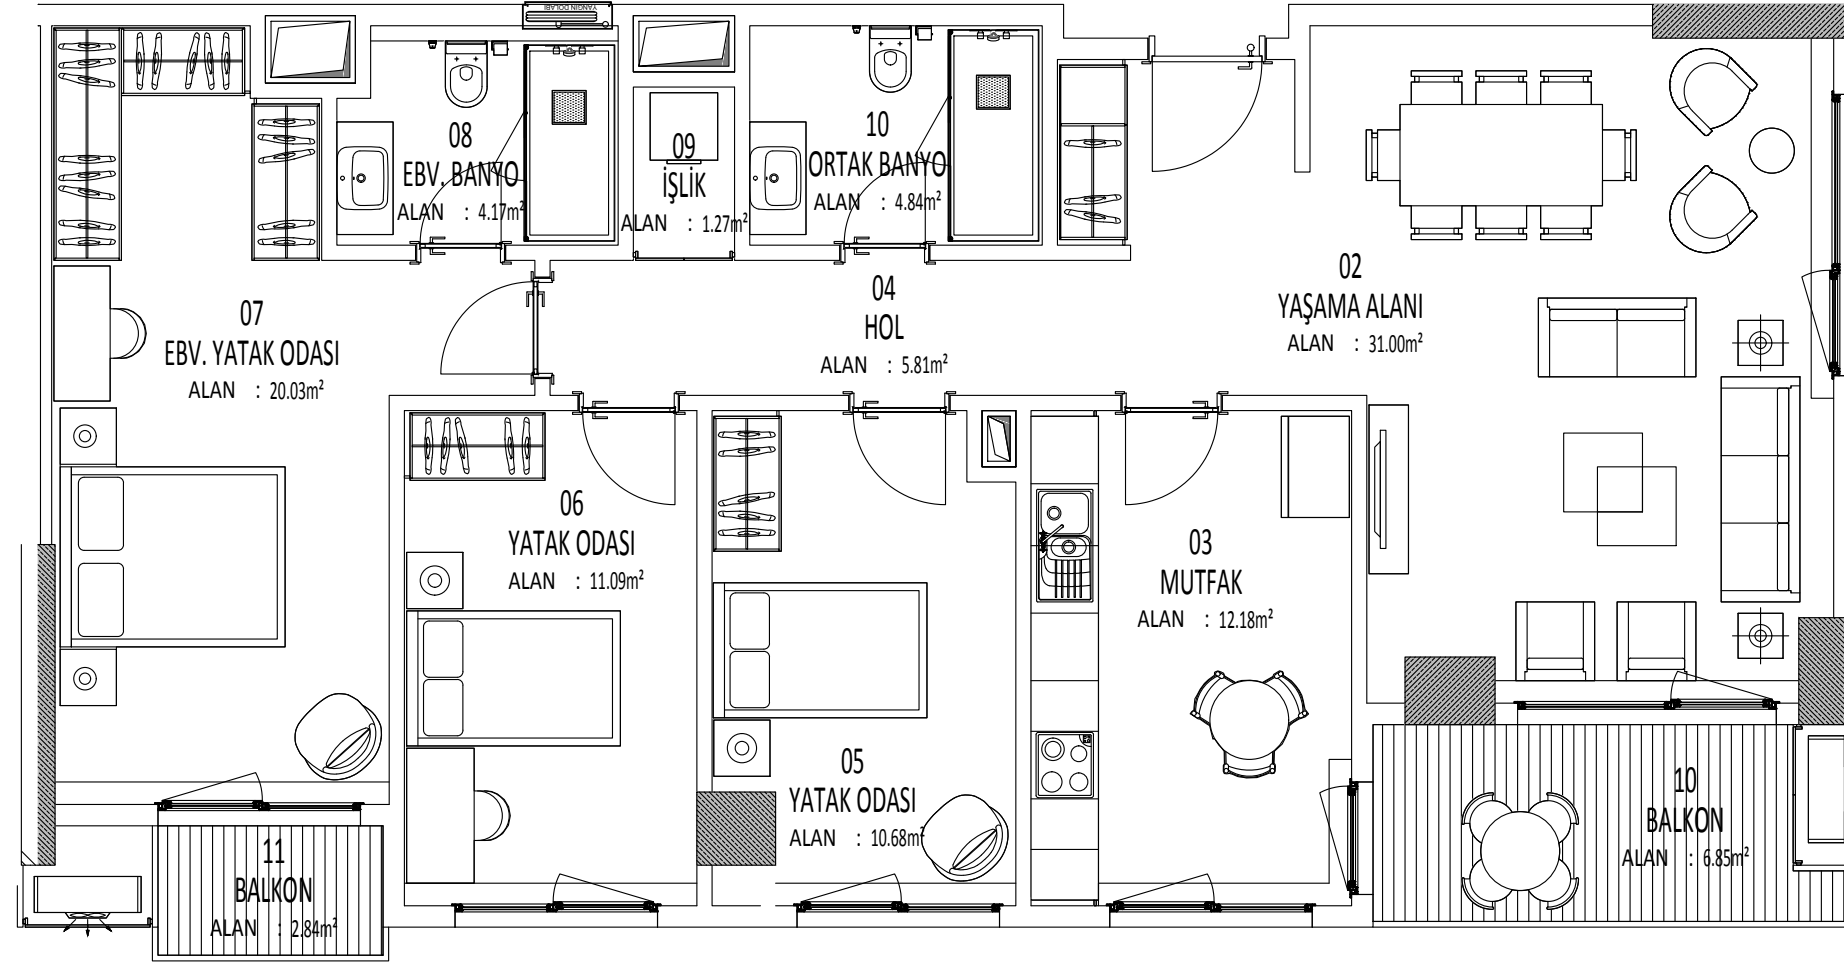 YANGIN DOLABI
08
EBV. BANYO
ALAN : 4.17m²
09
İŞLİK
ALAN : 1.27m²
10
ORTAK BANYO
ALAN : 4.84m²
02
YAŞAMA ALANI
ALAN : 31.00m²
04
HOL
ALAN : 5.81m²
07
EBV. YATAK ODASI
ALAN : 20.03m²
06
YATAK ODASI
ALAN : 11.09m²
03
MUTFAK
ALAN : 12.18m²
05
YATAK ODASI
ALAN : 10.68m²
10
BALKON
ALAN : 6.85m²
11
BALKON
ALAN : 2.84m²